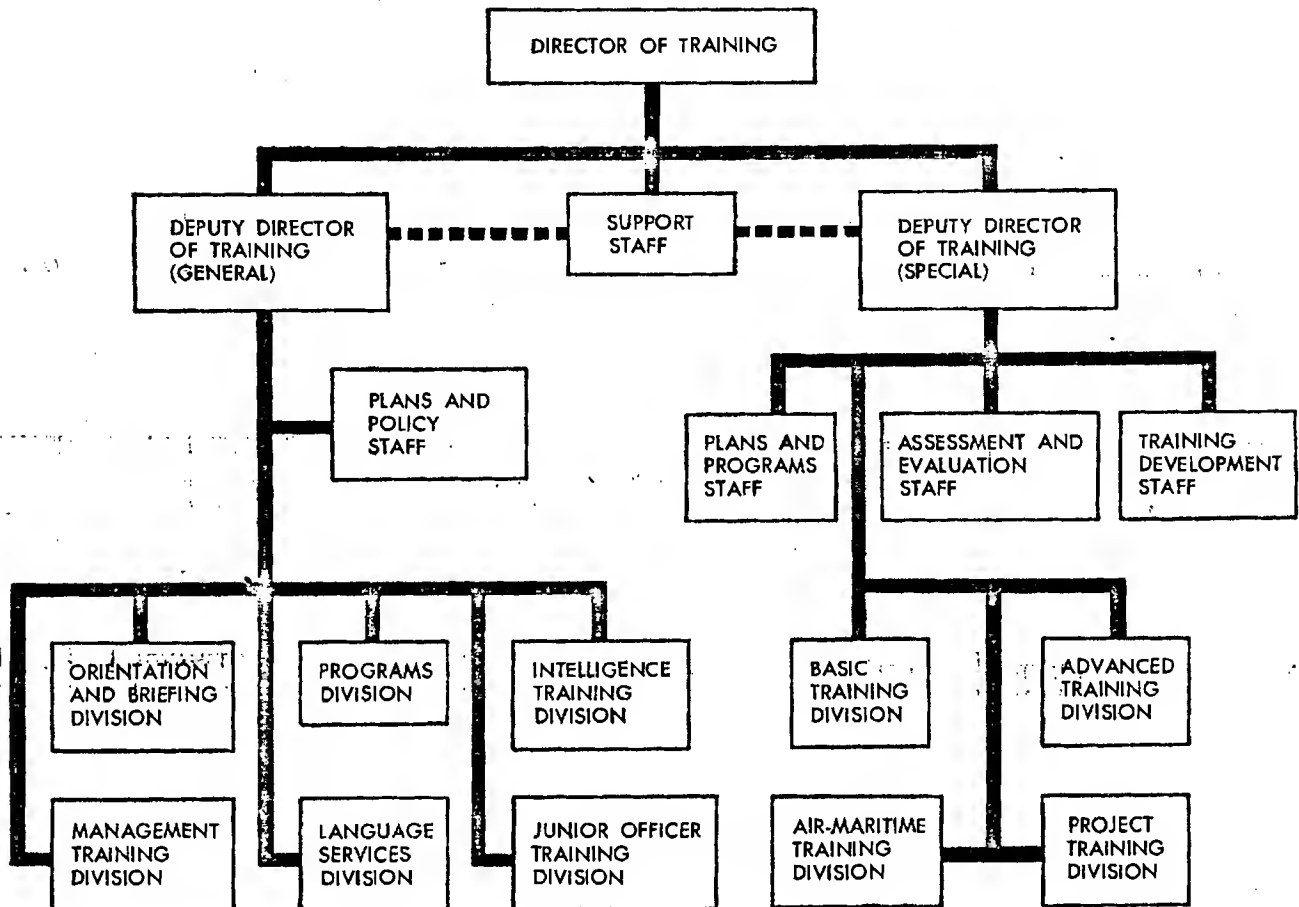 DIRECTOR OF TRAINING
DEPUTY DIRECTOR
OF TRAINING
(GENERAL)
SUPPORT
STAFF
DEPUTY DIRECTOR
OF TRAINING
(SPECIAL)
PLANS AND
POLICY
STAFF
PLANS AND
PROGRAMS
STAFF
ASSESSMENT AND
EVALUATION
STAFF
TRAINING
DEVELOPMENT
STAFF
ORIENTATION
AND BRIEFING
DIVISION
PROGRAMS
DIVISION
INTELLIGENCE
TRAINING
DIVISION
BASIC
TRAINING
DIVISION
ADVANCED
TRAINING
DIVISION
MANAGEMENT
TRAINING
DIVISION
LANGUAGE
SERVICES
DIVISION
JUNIOR OFFICER
TRAINING
DIVISION
AIR-MARITIME
TRAINING
DIVISION
PROJECT
TRAINING
DIVISION